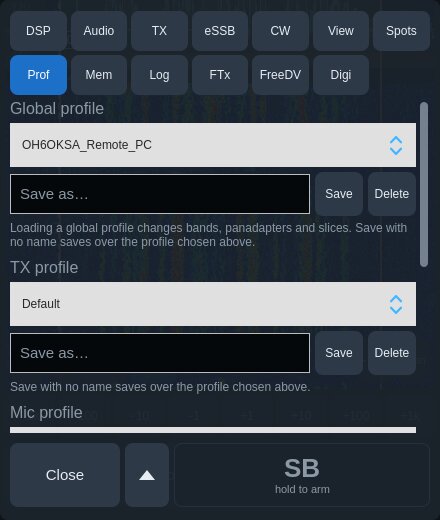 DSP Audio TX eSSB CW View Spots
Prof Mem Log FTx FreeDV Digi
Global profile
OH6OKSA_Remote_PC
Save as… Save Delete
Loading a global profile changes bands, panadapters and slices. Save with
no name saves over the profile chosen above.
TX profile
Default
Save as… Save Delete
Save with no name saves over the profile chosen above.
Mic profile
Close SB
hold to arm